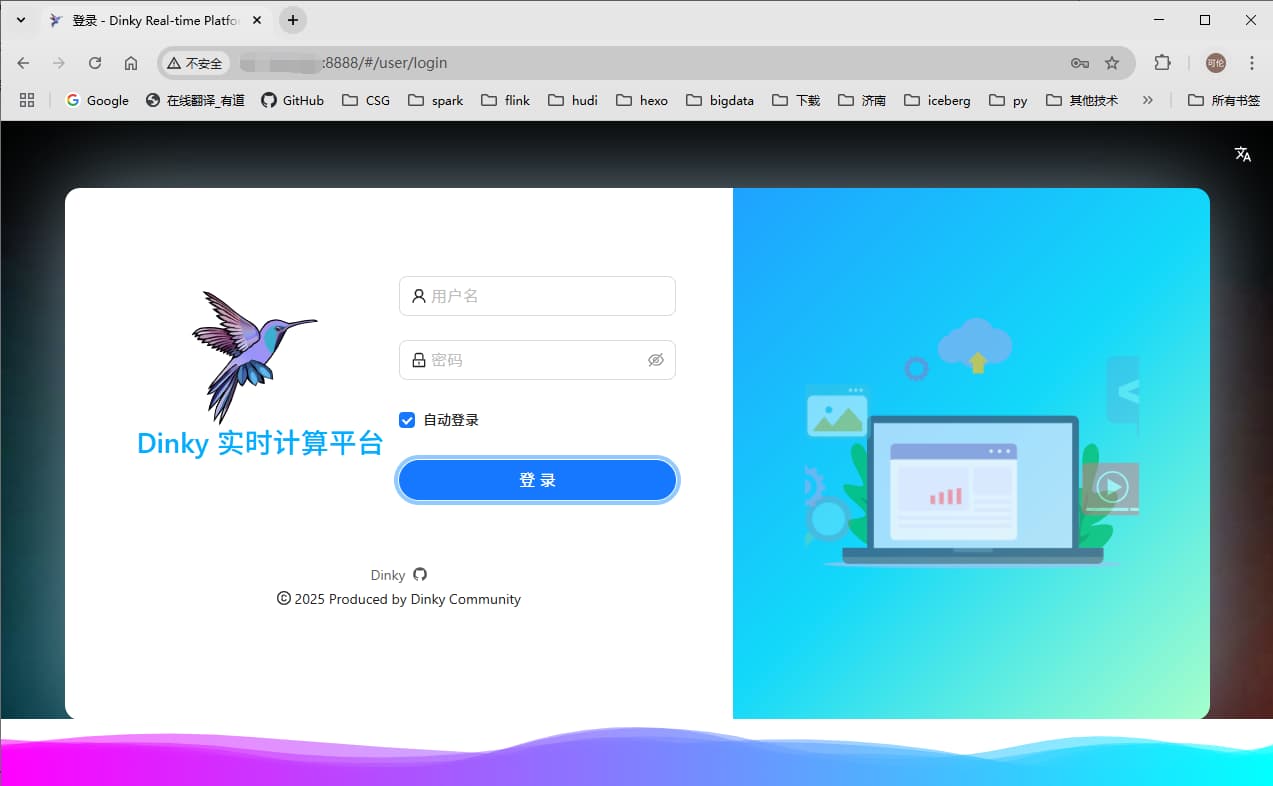 登录 - Dinky Real-time Platfo
不安全 :8888/#/user/login
可伦
Google 在线翻译_有道 GitHub CSG spark flink hudi hexo bigdata 下载 济南 iceberg py 其他技术 » 所有书签
用户名
密码
自动登录
Dinky 实时计算平台
登 录
Dinky
© 2025 Produced by Dinky Community